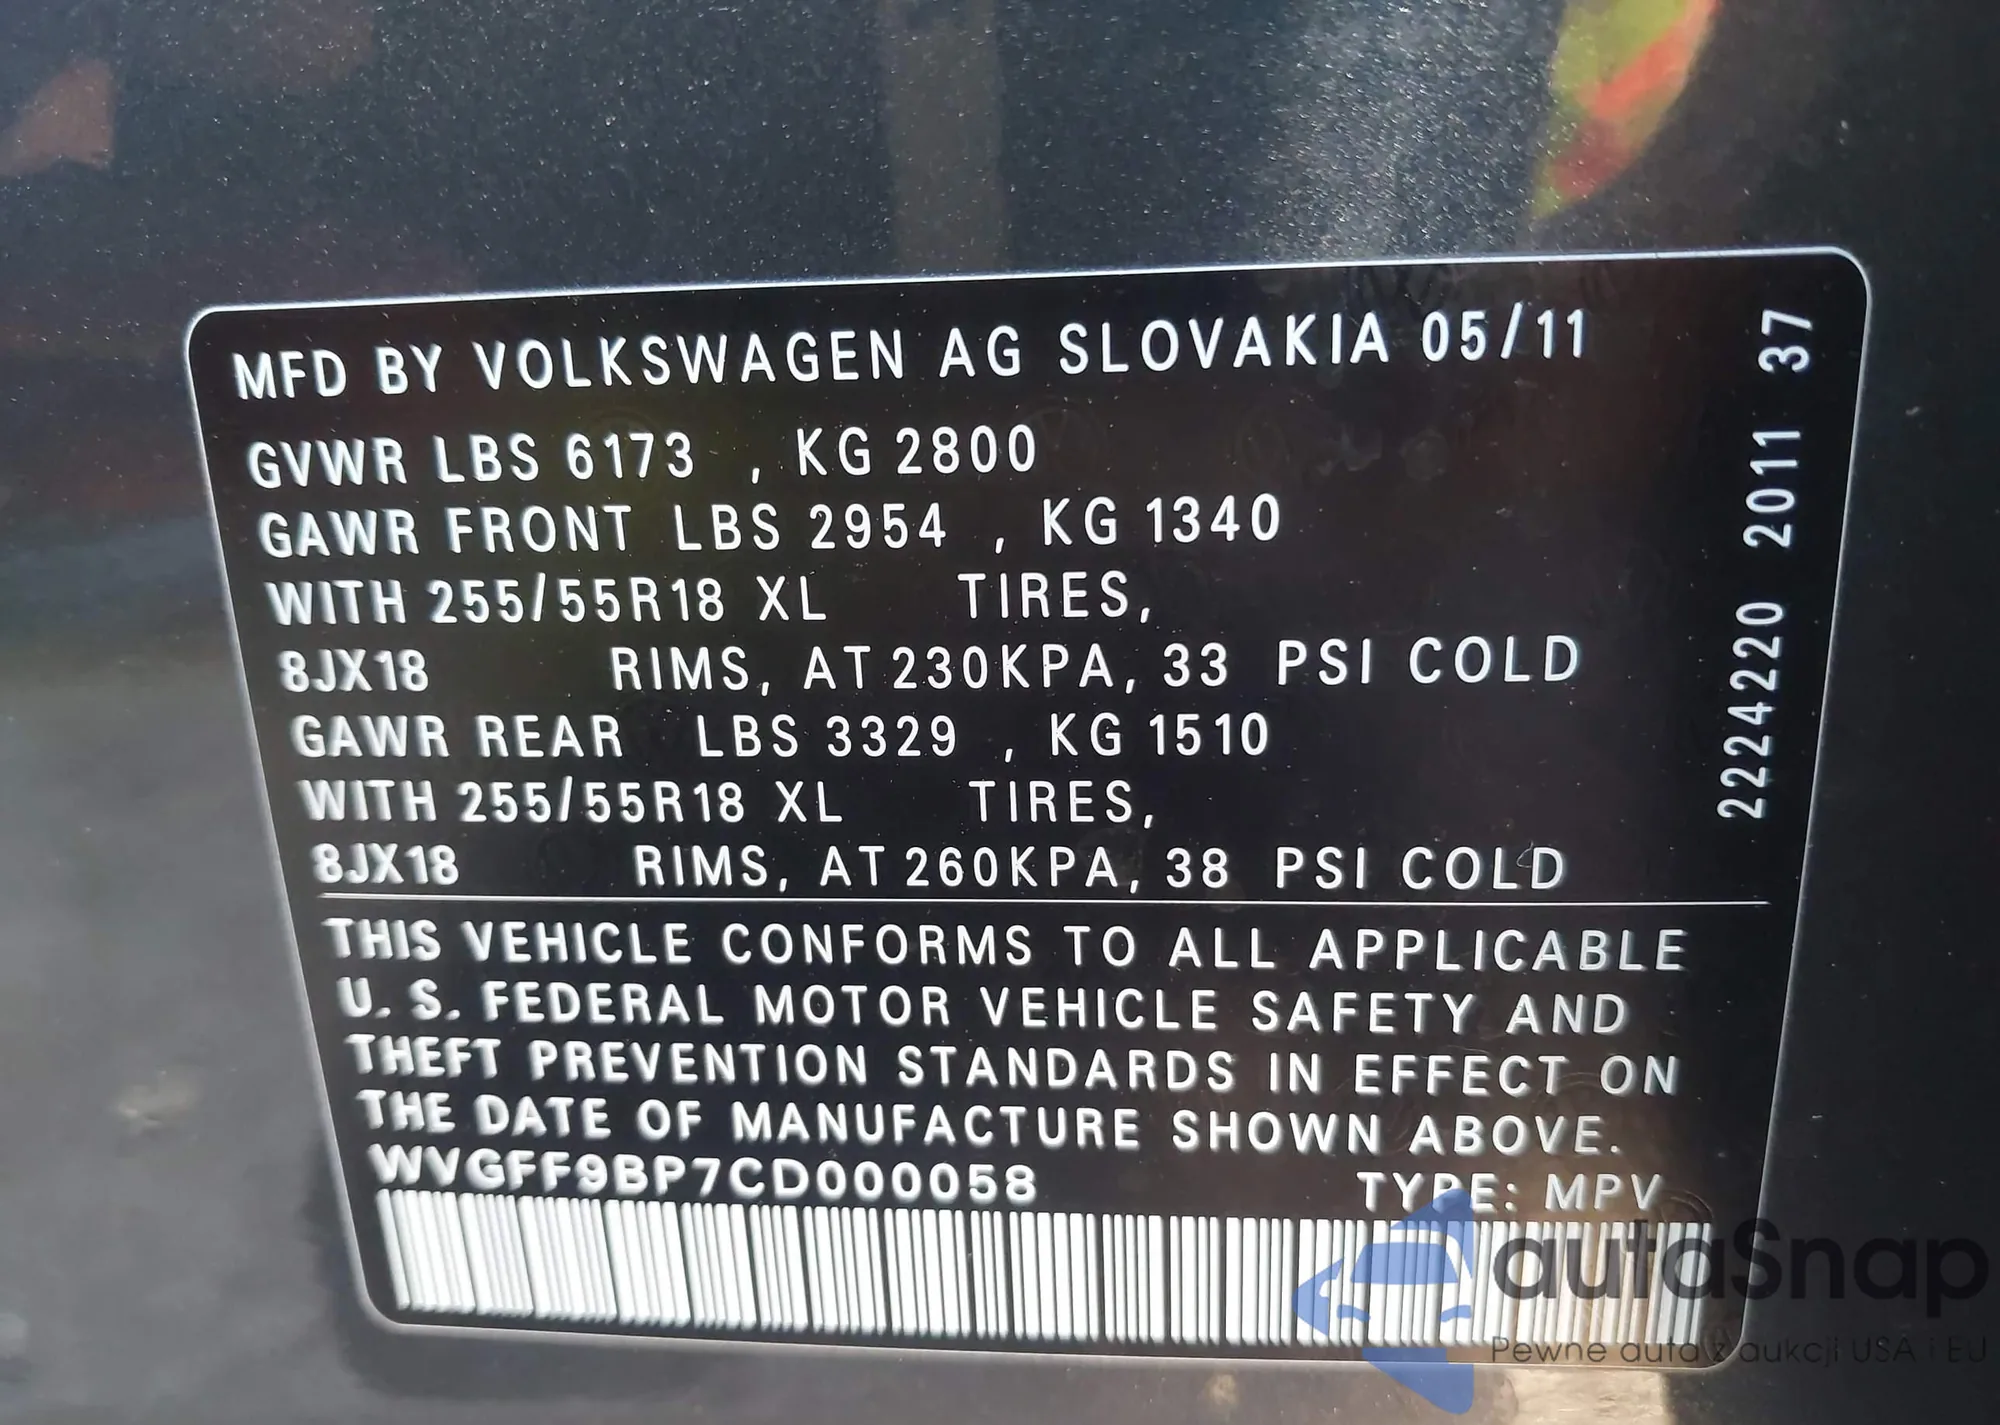 MFD BY VOLKSWAGEN AG SLOVAKIA 05/11
GVWR LBS 6173 , KG 2800
GAWR FRONT LBS 2954 , KG 1340
WITH 255/55R18 XL TIRES,
8JX18 RIMS, AT 230KPA, 33 PSI COLD
GAWR REAR LBS 3329 , KG 1510
WITH 255/55R18 XL TIRES,
8JX18 RIMS, AT 260KPA, 38 PSI COLD
THIS VEHICLE CONFORMS TO ALL APPLICABLE
U. S. FEDERAL MOTOR VEHICLE SAFETY AND
THEFT PREVENTION STANDARDS IN EFFECT ON
THE DATE OF MANUFACTURE SHOWN ABOVE.
WVGFF9BP7CD000058 TYPE: MPV
2224220 2011 37
autaSnap
Pewne auta z aukcji USA i EU